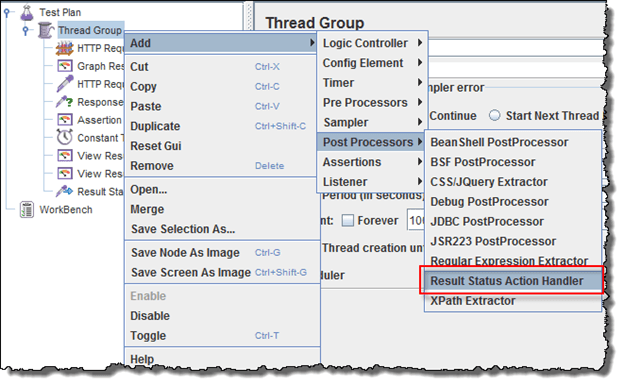 Test Plan
Thread Group
HTTP Requ
Graph Res
HTTP Requ
Response
Assertion
Constant T
View Resu
View Resu
Result Sta
WorkBench
Thread Group
mpler error
Continue Start Next Thread
Period (in seconds)
nt: Forever 100
Thread creation unt
duler
Add
Cut Ctrl-X
Copy Ctrl-C
Paste Ctrl-V
Duplicate Ctrl+Shift-C
Reset Gui
Remove Delete
Open...
Merge
Save Selection As...
Save Node As Image Ctrl-G
Save Screen As Image Ctrl+Shift-G
Enable
Disable
Toggle Ctrl-T
Help
Logic Controller
Config Element
Timer
Pre Processors
Sampler
Post Processors
Assertions
Listener
BeanShell PostProcessor
BSF PostProcessor
CSS/JQuery Extractor
Debug PostProcessor
JDBC PostProcessor
JSR223 PostProcessor
Regular Expression Extractor
Result Status Action Handler
XPath Extractor